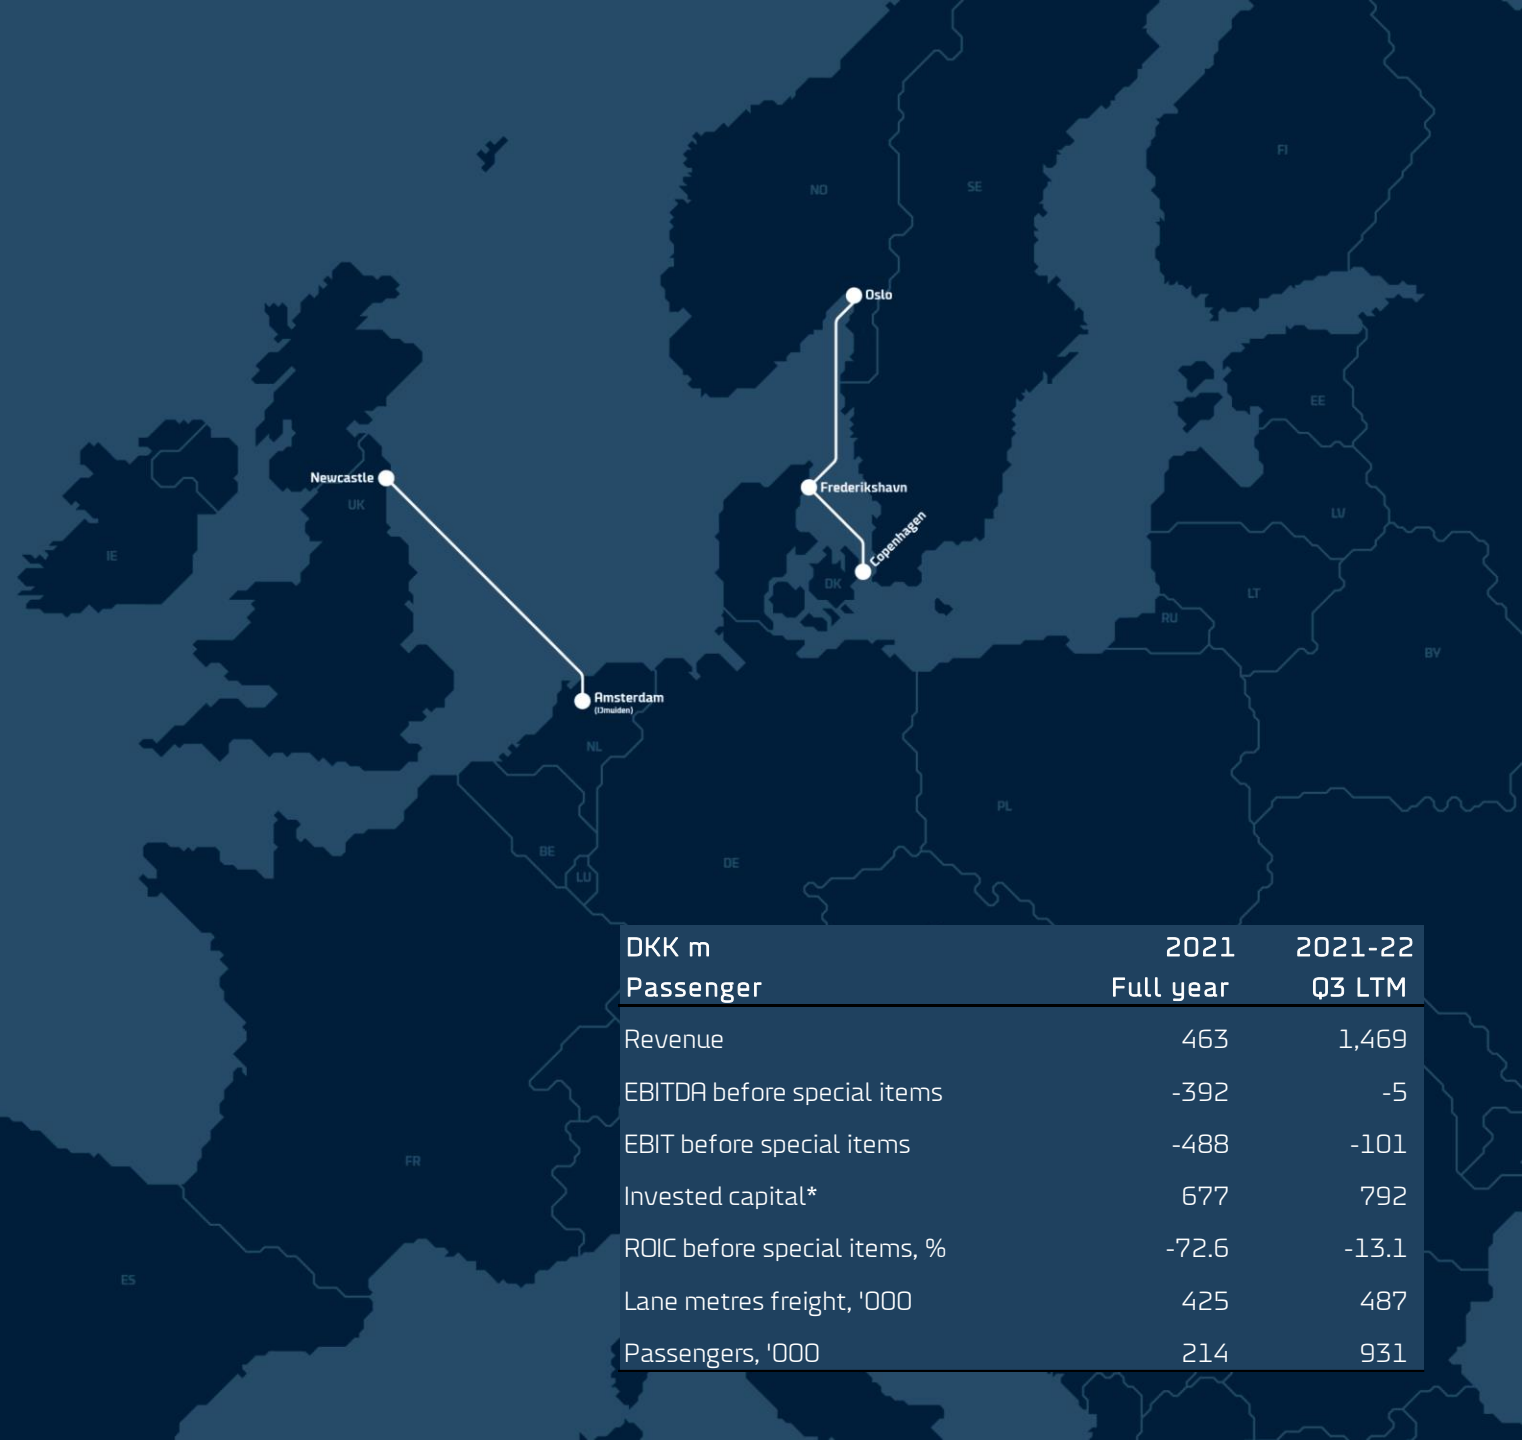 FI
NO
SE
Oslo
EE
Newcastle
Frederikshavn
UK
LV
Copenhagen
IE
DK
LT
RU
BY
Amsterdam
(IJmuiden)
NL
PL
BE
DE
LU
FR
ES
DKK m 2021 2021-22
Passenger Full year Q3 LTM
Revenue 463 1,469
EBITDA before special items -392 -5
EBIT before special items -488 -101
Invested capital* 677 792
ROIC before special items, % -72.6 -13.1
Lane metres freight, '000 425 487
Passengers, '000 214 931